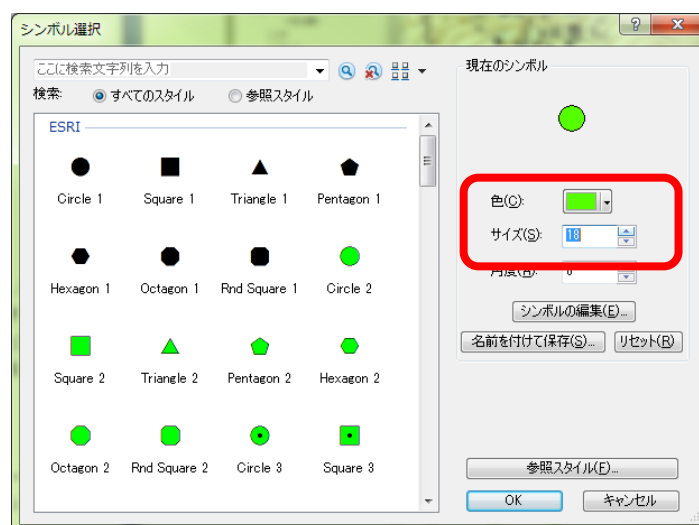 シンボル選択
ここに検索文字列を入力
検索: すべてのスタイル 参照スタイル
ESRI
Circle 1 Square 1 Triangle 1 Pentagon 1
Hexagon 1 Octagon 1 Rnd Square 1 Circle 2
Square 2 Triangle 2 Pentagon 2 Hexagon 2
Octagon 2 Rnd Square 2 Circle 3 Square 3
現在のシンボル
色(C):
サイズ(S): 18
角度(A): 0
シンボルの編集(E)...
名前を付けて保存(S)... リセット(R)
参照スタイル(F)...
OK キャンセル